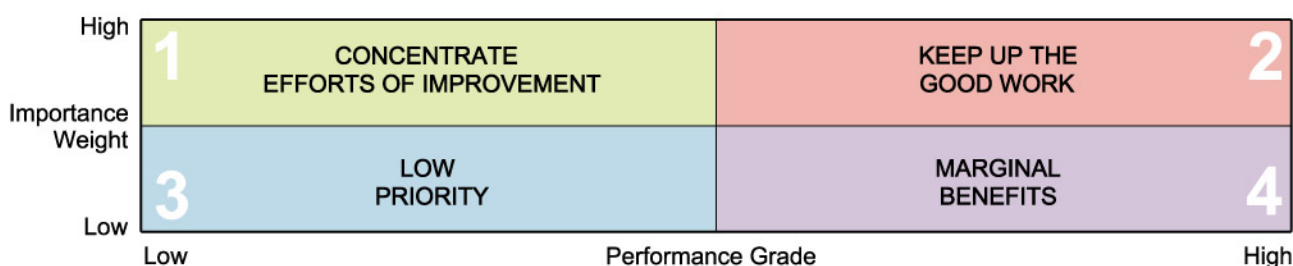 High
1
CONCENTRATE
EFFORTS OF IMPROVEMENT
KEEP UP THE
GOOD WORK
2
Importance
Weight
3
LOW
PRIORITY
MARGINAL
BENEFITS
4
Low
Low
Performance Grade
High